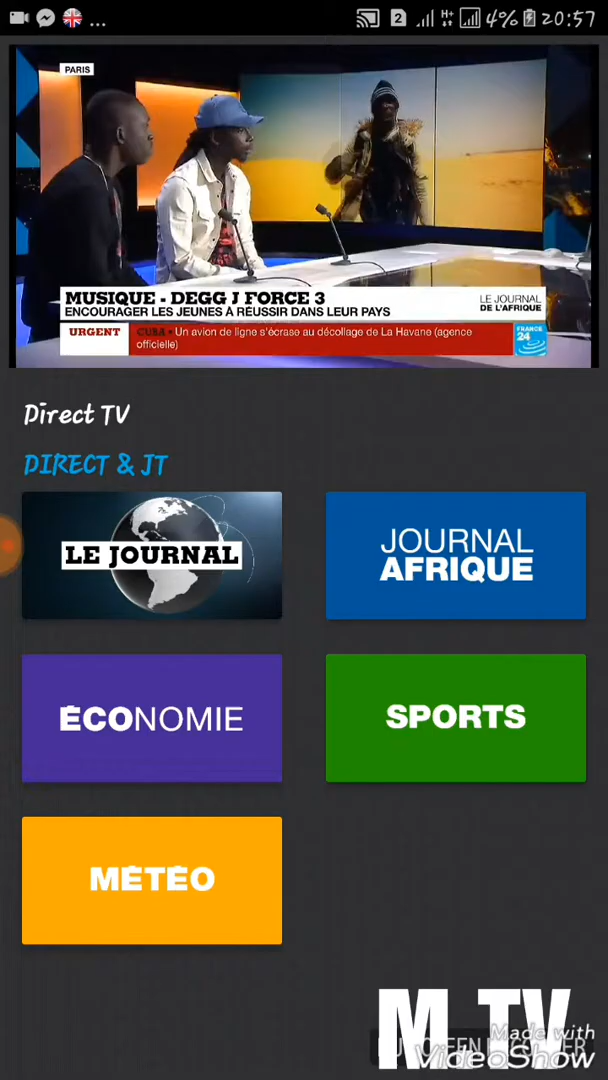 ... 2 H+ 4% 20:57
PARIS
MUSIQUE - DEGG J FORCE 3
ENCOURAGER LES JEUNES À RÉUSSIR DANS LEUR PAYS
LE JOURNAL
DE L'AFRIQUE
URGENT
CUBA • Un avion de ligne s'écrase au décollage de La Havane (agence
officielle)
FRANCE
24
Direct TV
DIRECT & JT
LE JOURNAL
JOURNAL
AFRIQUE
ÉCONOMIE
SPORTS
MÉTÉO
M TV
Made with
VideoShow